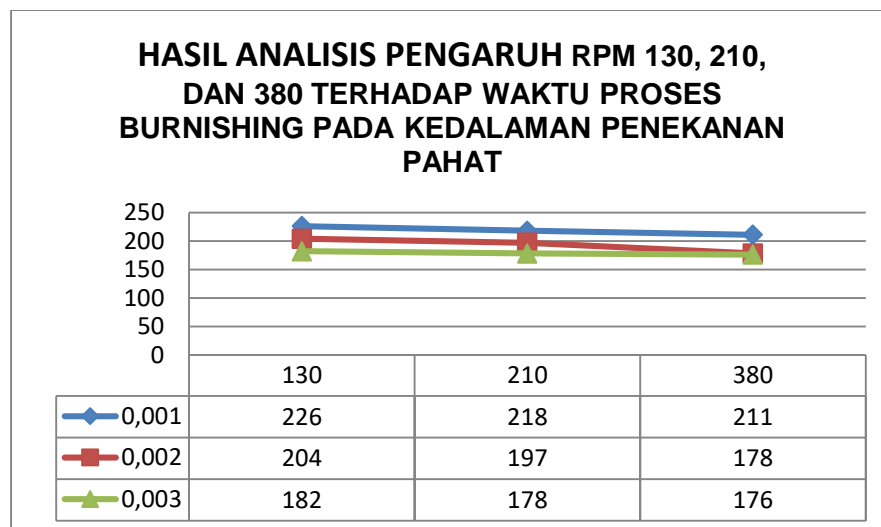 HASIL ANALISIS PENGARUH RPM 130, 210,
DAN 380 TERHADAP WAKTU PROSES
BURNISHING PADA KEDALAMAN PENEKANAN
PAHAT
250
200
150
100
50
0
130 210 380
0,001 226 218 211
0,002 204 197 178
0,003 182 178 176